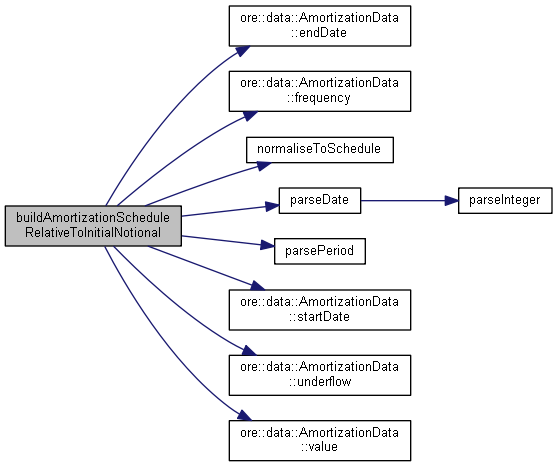 ore::data::AmortizationData
::endDate
ore::data::AmortizationData
::frequency
normaliseToSchedule
buildAmortizationSchedule
RelativeToInitialNotional
parseDate
parseInteger
parsePeriod
ore::data::AmortizationData
::startDate
ore::data::AmortizationData
::underflow
ore::data::AmortizationData
::value